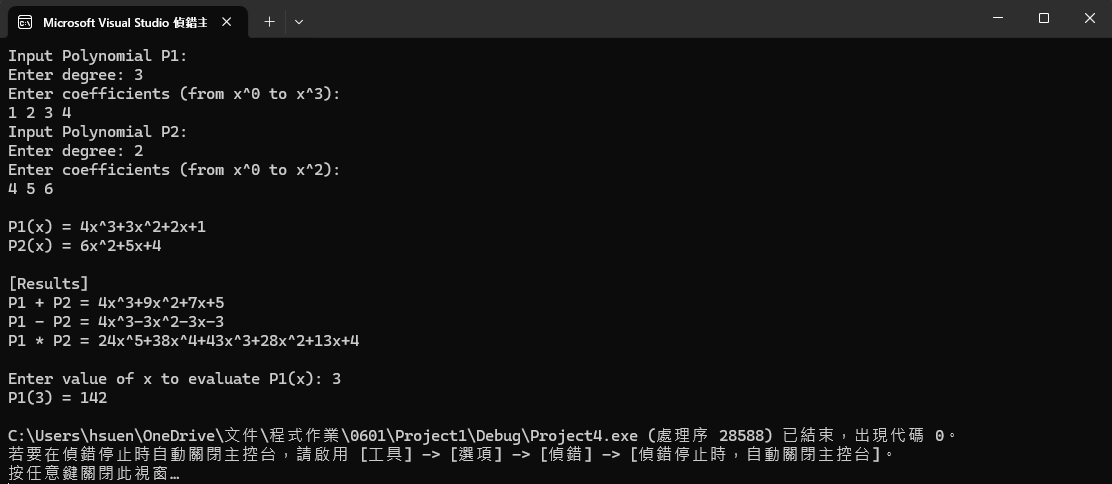 Microsoft Visual Studio 偵錯主
Input Polynomial P1:
Enter degree: 3
Enter coefficients (from x^0 to x^3):
1 2 3 4
Input Polynomial P2:
Enter degree: 2
Enter coefficients (from x^0 to x^2):
4 5 6
P1(x) = 4x^3+3x^2+2x+1
P2(x) = 6x^2+5x+4
[Results]
P1 + P2 = 4x^3+9x^2+7x+5
P1 - P2 = 4x^3-3x^2-3x-3
P1 * P2 = 24x^5+38x^4+43x^3+28x^2+13x+4
Enter value of x to evaluate P1(x): 3
P1(3) = 142
C:\Users\hsuen\OneDrive\文件\程式作業\0601\Project1\Debug\Project4.exe (處理序 28588) 已結束，出現代碼 0。
若要在偵錯停止時自動關閉主控台，請啟用 [工具] -> [選項] -> [偵錯] -> [偵錯停止時，自動關閉主控台]。
按任意鍵關閉此視窗…